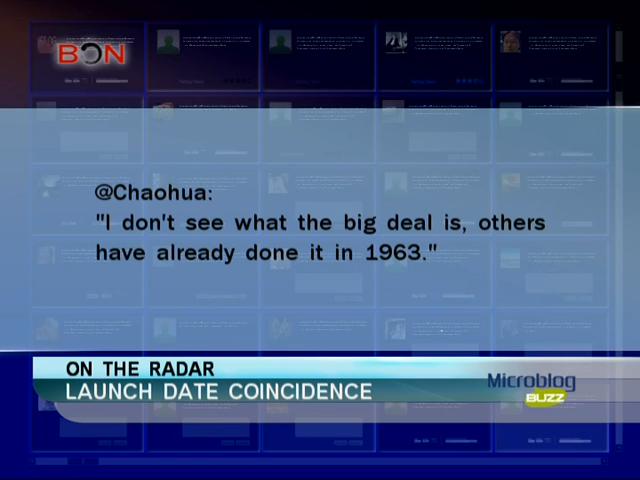 BON
@Chaohua:
"I don't see what the big deal is, others
have already done it in 1963."
ON THE RADAR
LAUNCH DATE COINCIDENCE
Microblog
BUZZ